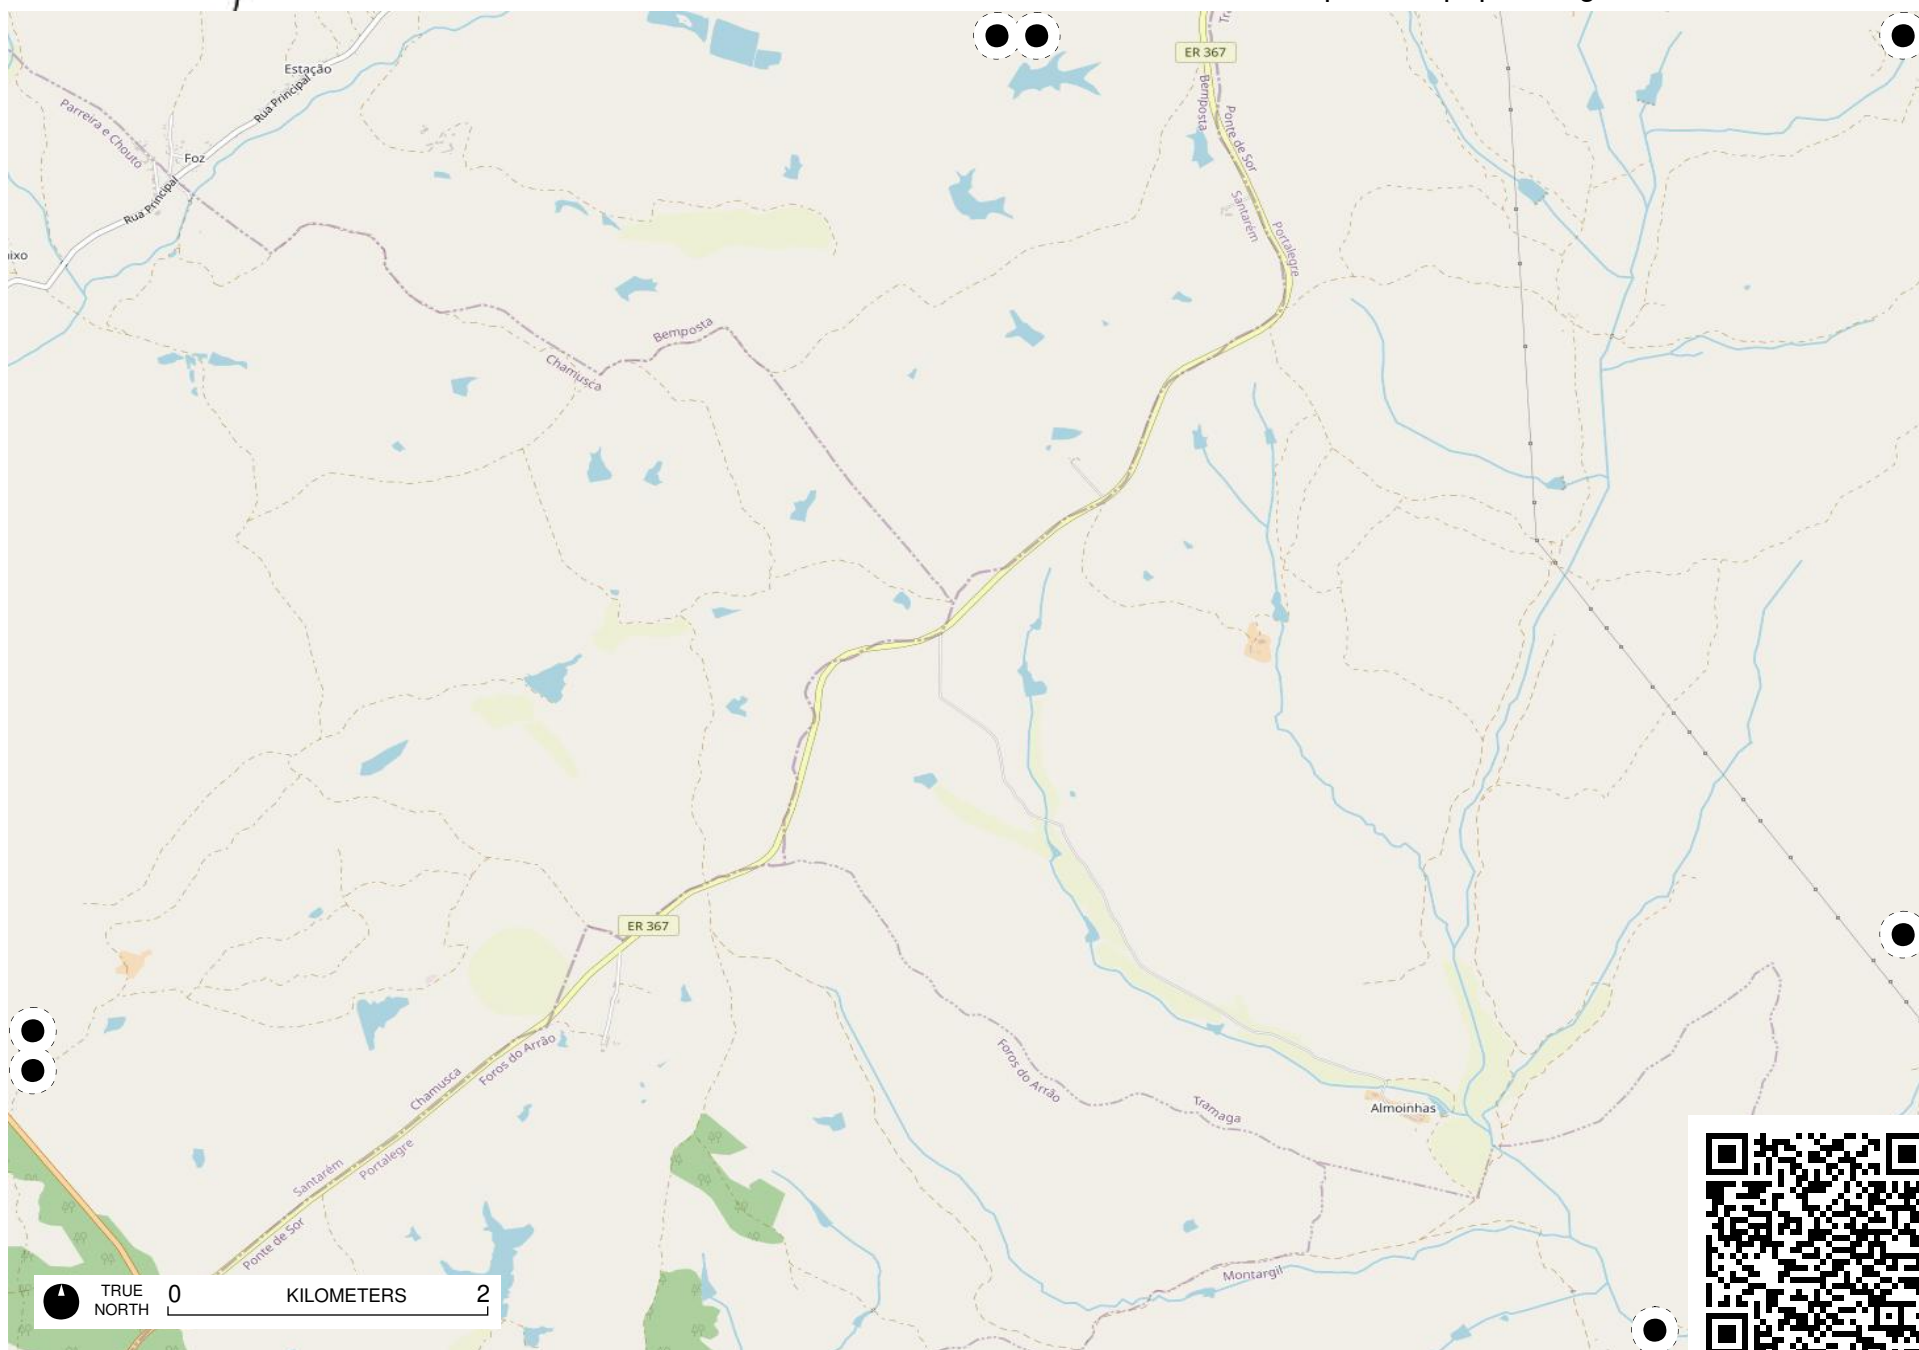 ER 367
Estação
Rua Principal
Parreira e Chouto
Foz
Rua Principal
Bemposta
Ponte de Sor
Santarém
Portalegre
Bemposta
Chamusca
ER 367
Chamusca
Foros do Arrão
Santarém
Portalegre
Ponte de Sor
Foros do Arrão
Tramaga
Almoinhas
Montargil
TRUE
NORTH
0 KILOMETERS 2